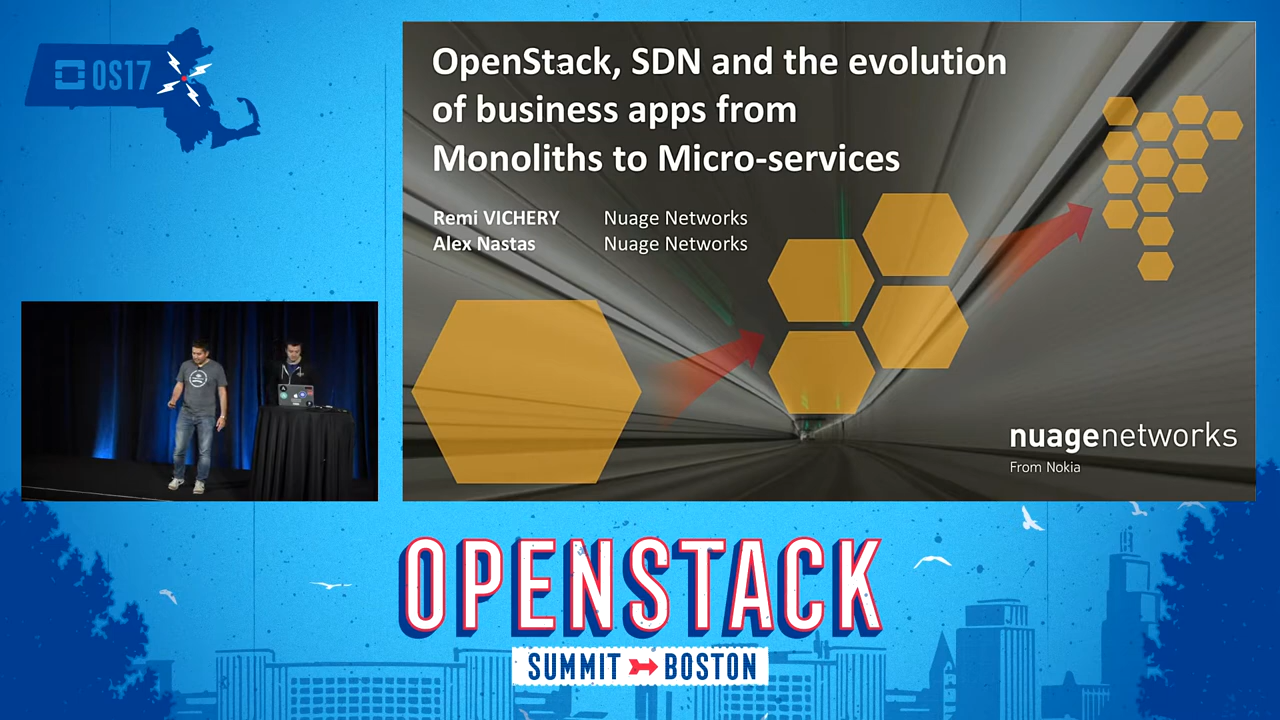 OS17
OpenStack, SDN and the evolution
of business apps from
Monoliths to Micro-services
Remi VICHERY Nuage Networks
Alex Nastas Nuage Networks
nuagenetworks
From Nokia
OPENSTACK
SUMMIT BOSTON